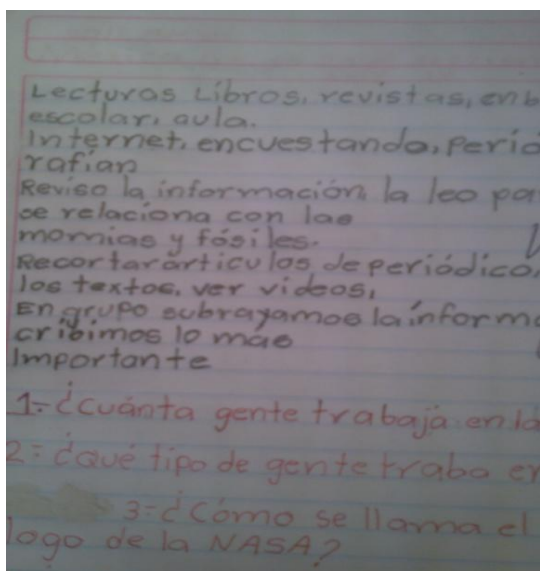 Lecturas Libros, revistas, en b
escolar, aula.
Internet, encuestando, perió
rafían
Reviso la información, la leo pa
se relaciona con las
momias y fósiles.
Recortar artículos de periódico,
los textos, ver videos,
En grupo subrayamos la inform
cribimos lo mas
Importante
1-¿cuánta gente trabaja en la
2-¿Qué tipo de gente traba en
3-¿Cómo se llama el
logo de la NASA?